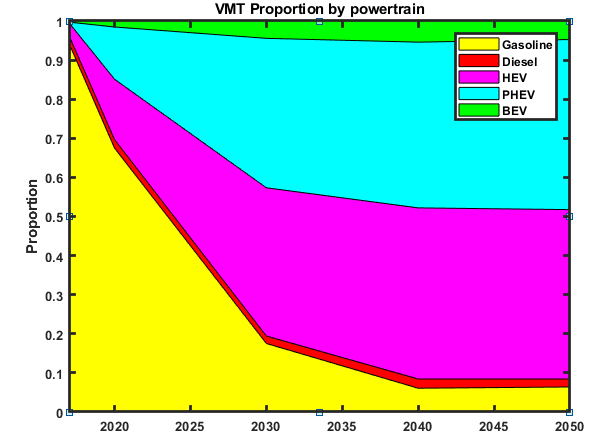 VMT Proportion by powertrain
1
0.9
0.8
0.7
0.6
0.5
0.4
0.3
0.2
0.1
0
Proportion
Gasoline
Diesel
HEV
PHEV
BEV
2020 2025 2030 2035 2040 2045 2050